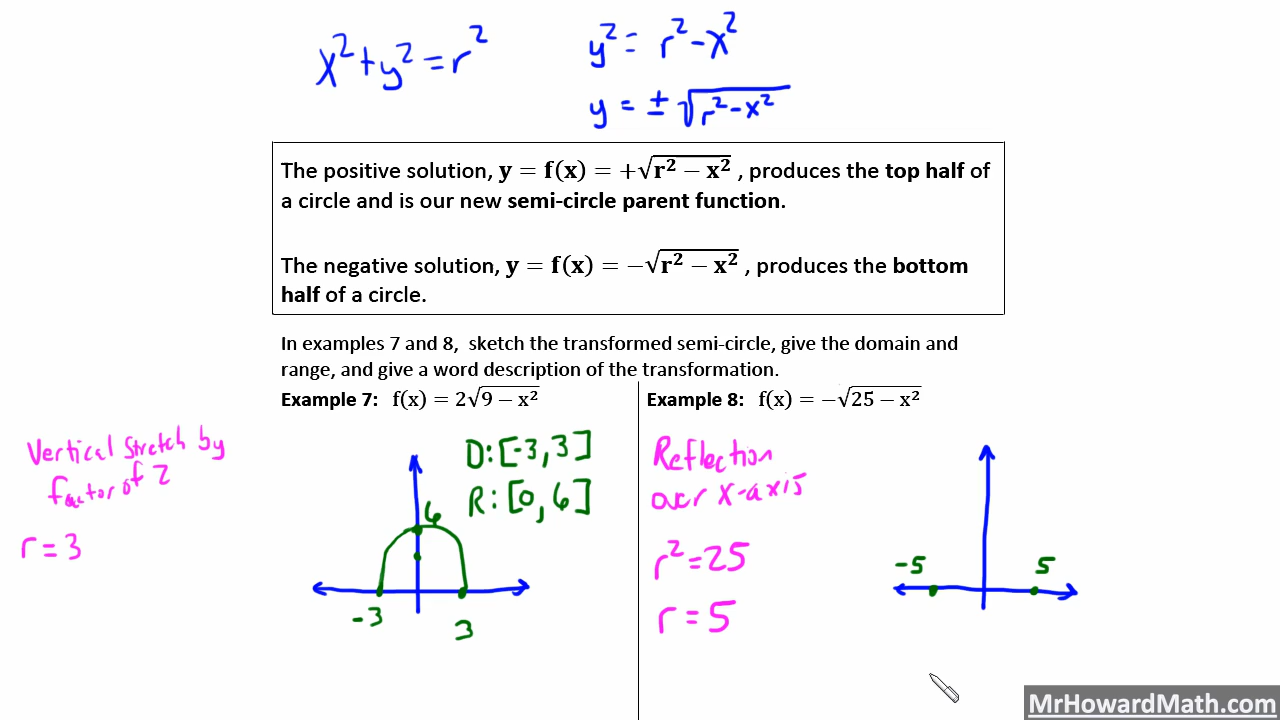 x² + y² = r²
y² = r² - x²
y = ± √(r² - x²)
The positive solution, y = f(x) = +√(r² − x²) , produces the top half of
a circle and is our new semi-circle parent function.
The negative solution, y = f(x) = −√(r² − x²) , produces the bottom
half of a circle.
In examples 7 and 8, sketch the transformed semi-circle, give the domain and
range, and give a word description of the transformation.
Example 7: f(x) = 2√(9 − x²)
Vertical Stretch by
factor of 2
r = 3
D: [-3, 3]
R: [0, 6]
6
-3
3
Example 8: f(x) = −√(25 − x²)
Reflection
over x-axis
r² = 25
r = 5
-5
5
MrHowardMath.com